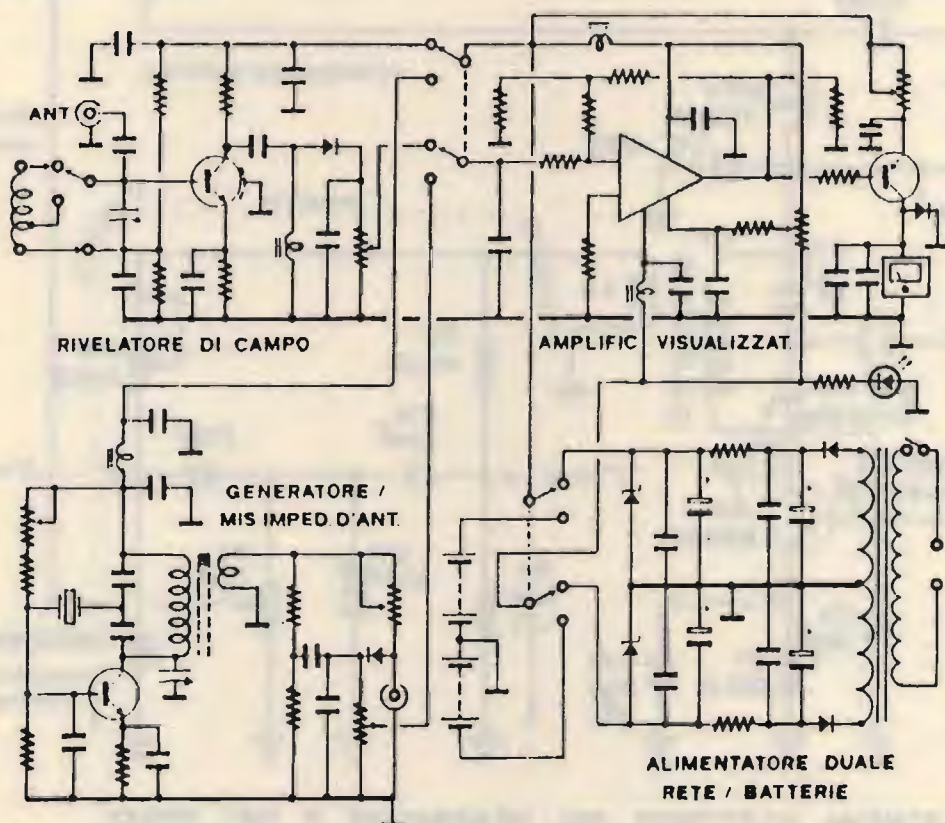 ANT
RIVELATORE DI CAMPO
AMPLIFIC VISUALIZZAT.
GENERATORE /
MIS IMPED. D'ANT.
ALIMENTATORE DUALE
RETE / BATTERIE